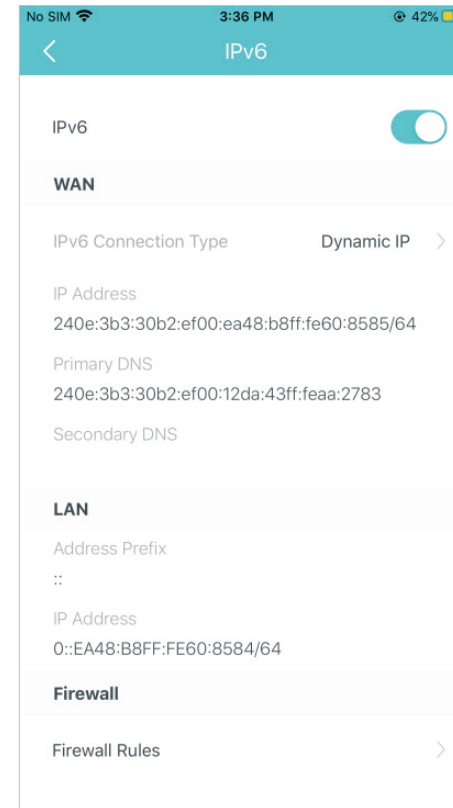 No SIM 3:36 PM 42%
IPv6
IPv6
WAN
IPv6 Connection Type Dynamic IP
IP Address
240e:3b3:30b2:ef00:ea48:b8ff:fe60:8585/64
Primary DNS
240e:3b3:30b2:ef00:12da:43ff:feaa:2783
Secondary DNS
LAN
Address Prefix
::
IP Address
0::EA48:B8FF:FE60:8584/64
Firewall
Firewall Rules